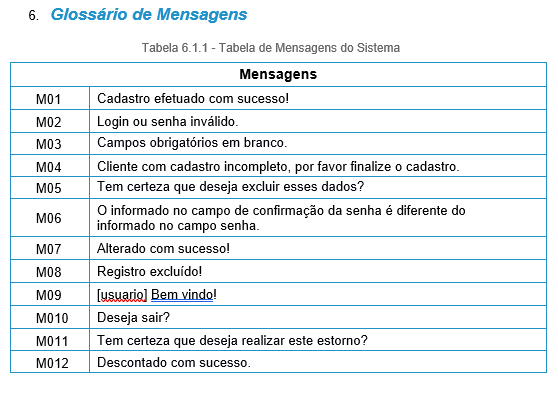 6. Glossário de Mensagens
Tabela 6.1.1 - Tabela de Mensagens do Sistema
Mensagens
M01 Cadastro efetuado com sucesso!
M02 Login ou senha inválido.
M03 Campos obrigatórios em branco.
M04 Cliente com cadastro incompleto, por favor finalize o cadastro.
M05 Tem certeza que deseja excluir esses dados?
M06 O informado no campo de confirmação da senha é diferente do
informado no campo senha.
M07 Alterado com sucesso!
M08 Registro excluído!
M09 [usuario] Bem vindo!
M010 Deseja sair?
M011 Tem certeza que deseja realizar este estorno?
M012 Descontado com sucesso.